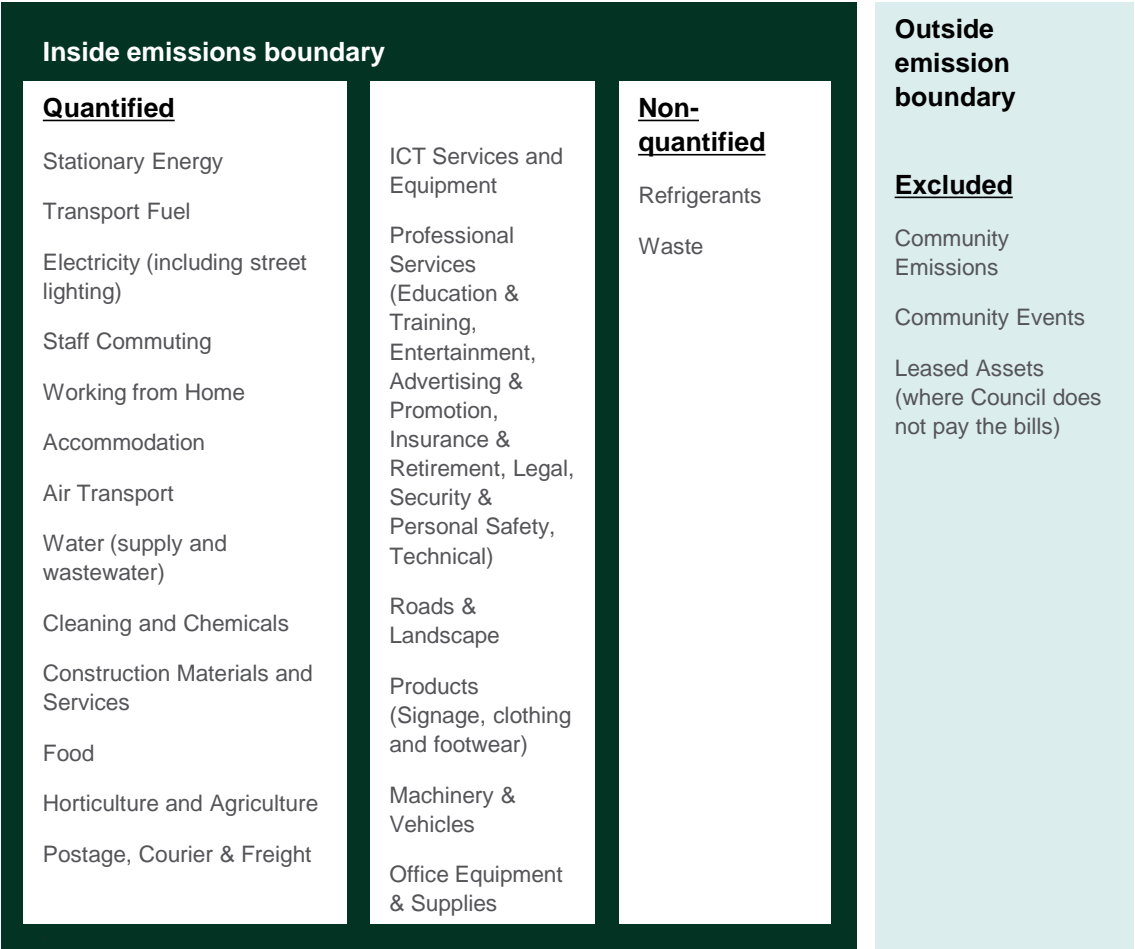 Inside emissions boundary
Quantified
Stationary Energy
Transport Fuel
Electricity (including street
lighting)
Staff Commuting
Working from Home
Accommodation
Air Transport
Water (supply and
wastewater)
Cleaning and Chemicals
Construction Materials and
Services
Food
Horticulture and Agriculture
Postage, Courier & Freight
ICT Services and
Equipment
Professional
Services
(Education &
Training,
Entertainment,
Advertising &
Promotion,
Insurance &
Retirement, Legal,
Security &
Personal Safety,
Technical)
Roads &
Landscape
Products
(Signage, clothing
and footwear)
Machinery &
Vehicles
Office Equipment
& Supplies
Non-
quantified
Refrigerants
Waste
Outside
emission
boundary
Excluded
Community
Emissions
Community Events
Leased Assets
(where Council does
not pay the bills)